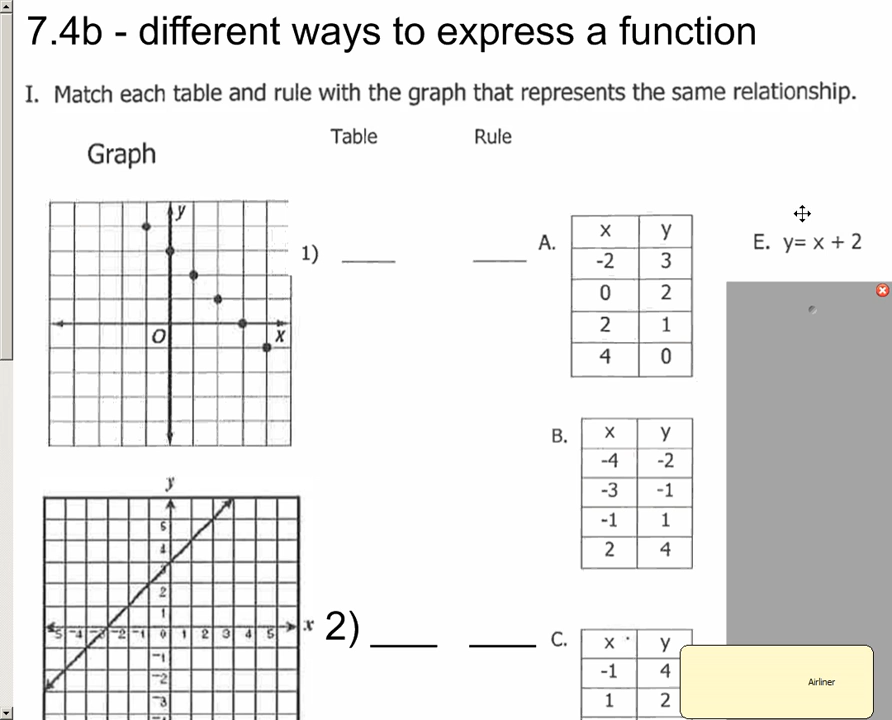 7.4b - different ways to express a function
I. Match each table and rule with the graph that represents the same relationship.
Graph
Table
Rule
y
O
x
1) ____ ____
A.
x y
-2 3
0 2
2 1
4 0
E. y= x + 2
B.
x y
-4 -2
-3 -1
-1 1
2 4
y
5
4
3
2
1
-5 -4 -3 -2 -1 0 1 2 3 4 5 x
-1
-2
-3
2) ____ ____
C.
x y
-1 4
1 2
Airliner